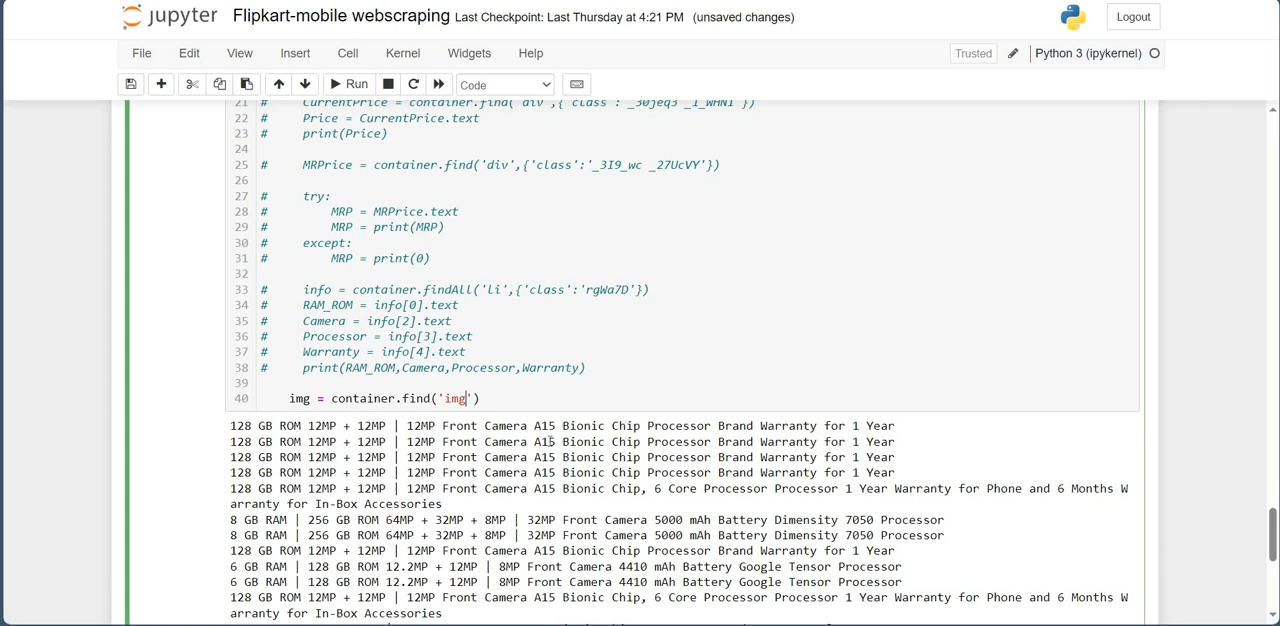 jupyter Flipkart-mobile webscraping Last Checkpoint: Last Thursday at 4:21 PM (unsaved changes) Logout
File Edit View Insert Cell Kernel Widgets Help Trusted Python 3 (ipykernel)
Run Code
21 # CurrentPrice = container.find('div',{'class':'_30jeq3 _1_WHN1'})
22 # Price = CurrentPrice.text
23 # print(Price)
24
25 # MRPrice = container.find('div',{'class':'_3I9_wc _27UcVY'})
26
27 # try:
28 # MRP = MRPrice.text
29 # MRP = print(MRP)
30 # except:
31 # MRP = print(0)
32
33 # info = container.findAll('li',{'class':'rgWa7D'})
34 # RAM_ROM = info[0].text
35 # Camera = info[2].text
36 # Processor = info[3].text
37 # Warranty = info[4].text
38 # print(RAM_ROM,Camera,Processor,Warranty)
39
40 img = container.find('img')
128 GB ROM 12MP + 12MP | 12MP Front Camera A15 Bionic Chip Processor Brand Warranty for 1 Year
128 GB ROM 12MP + 12MP | 12MP Front Camera A15 Bionic Chip Processor Brand Warranty for 1 Year
128 GB ROM 12MP + 12MP | 12MP Front Camera A15 Bionic Chip Processor Brand Warranty for 1 Year
128 GB ROM 12MP + 12MP | 12MP Front Camera A15 Bionic Chip Processor Brand Warranty for 1 Year
128 GB ROM 12MP + 12MP | 12MP Front Camera A15 Bionic Chip, 6 Core Processor Processor 1 Year Warranty for Phone and 6 Months W
arranty for In-Box Accessories
8 GB RAM | 256 GB ROM 64MP + 32MP + 8MP | 32MP Front Camera 5000 mAh Battery Dimensity 7050 Processor
8 GB RAM | 256 GB ROM 64MP + 32MP + 8MP | 32MP Front Camera 5000 mAh Battery Dimensity 7050 Processor
128 GB ROM 12MP + 12MP | 12MP Front Camera A15 Bionic Chip Processor Brand Warranty for 1 Year
6 GB RAM | 128 GB ROM 12.2MP + 12MP | 8MP Front Camera 4410 mAh Battery Google Tensor Processor
6 GB RAM | 128 GB ROM 12.2MP + 12MP | 8MP Front Camera 4410 mAh Battery Google Tensor Processor
128 GB ROM 12MP + 12MP | 12MP Front Camera A15 Bionic Chip, 6 Core Processor Processor 1 Year Warranty for Phone and 6 Months W
arranty for In-Box Accessories